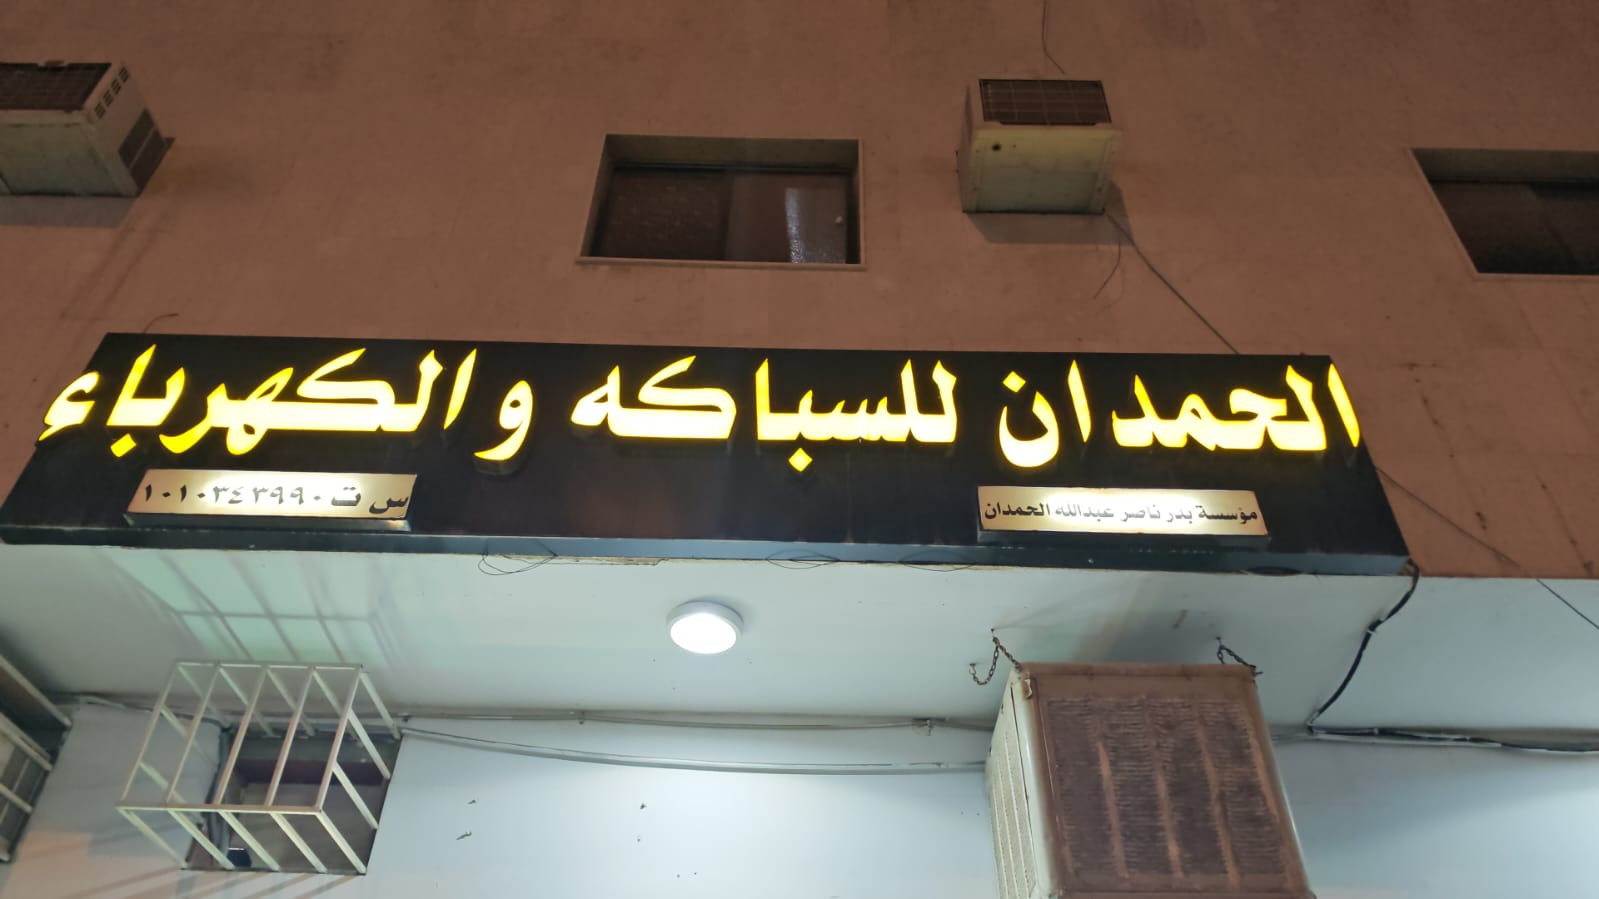 الحمدان للسباكه والكهرباء
مؤسسة بدر ناصر عبدالله الحمدان
س ت ١٠١٠٣٤٣٩٩٠